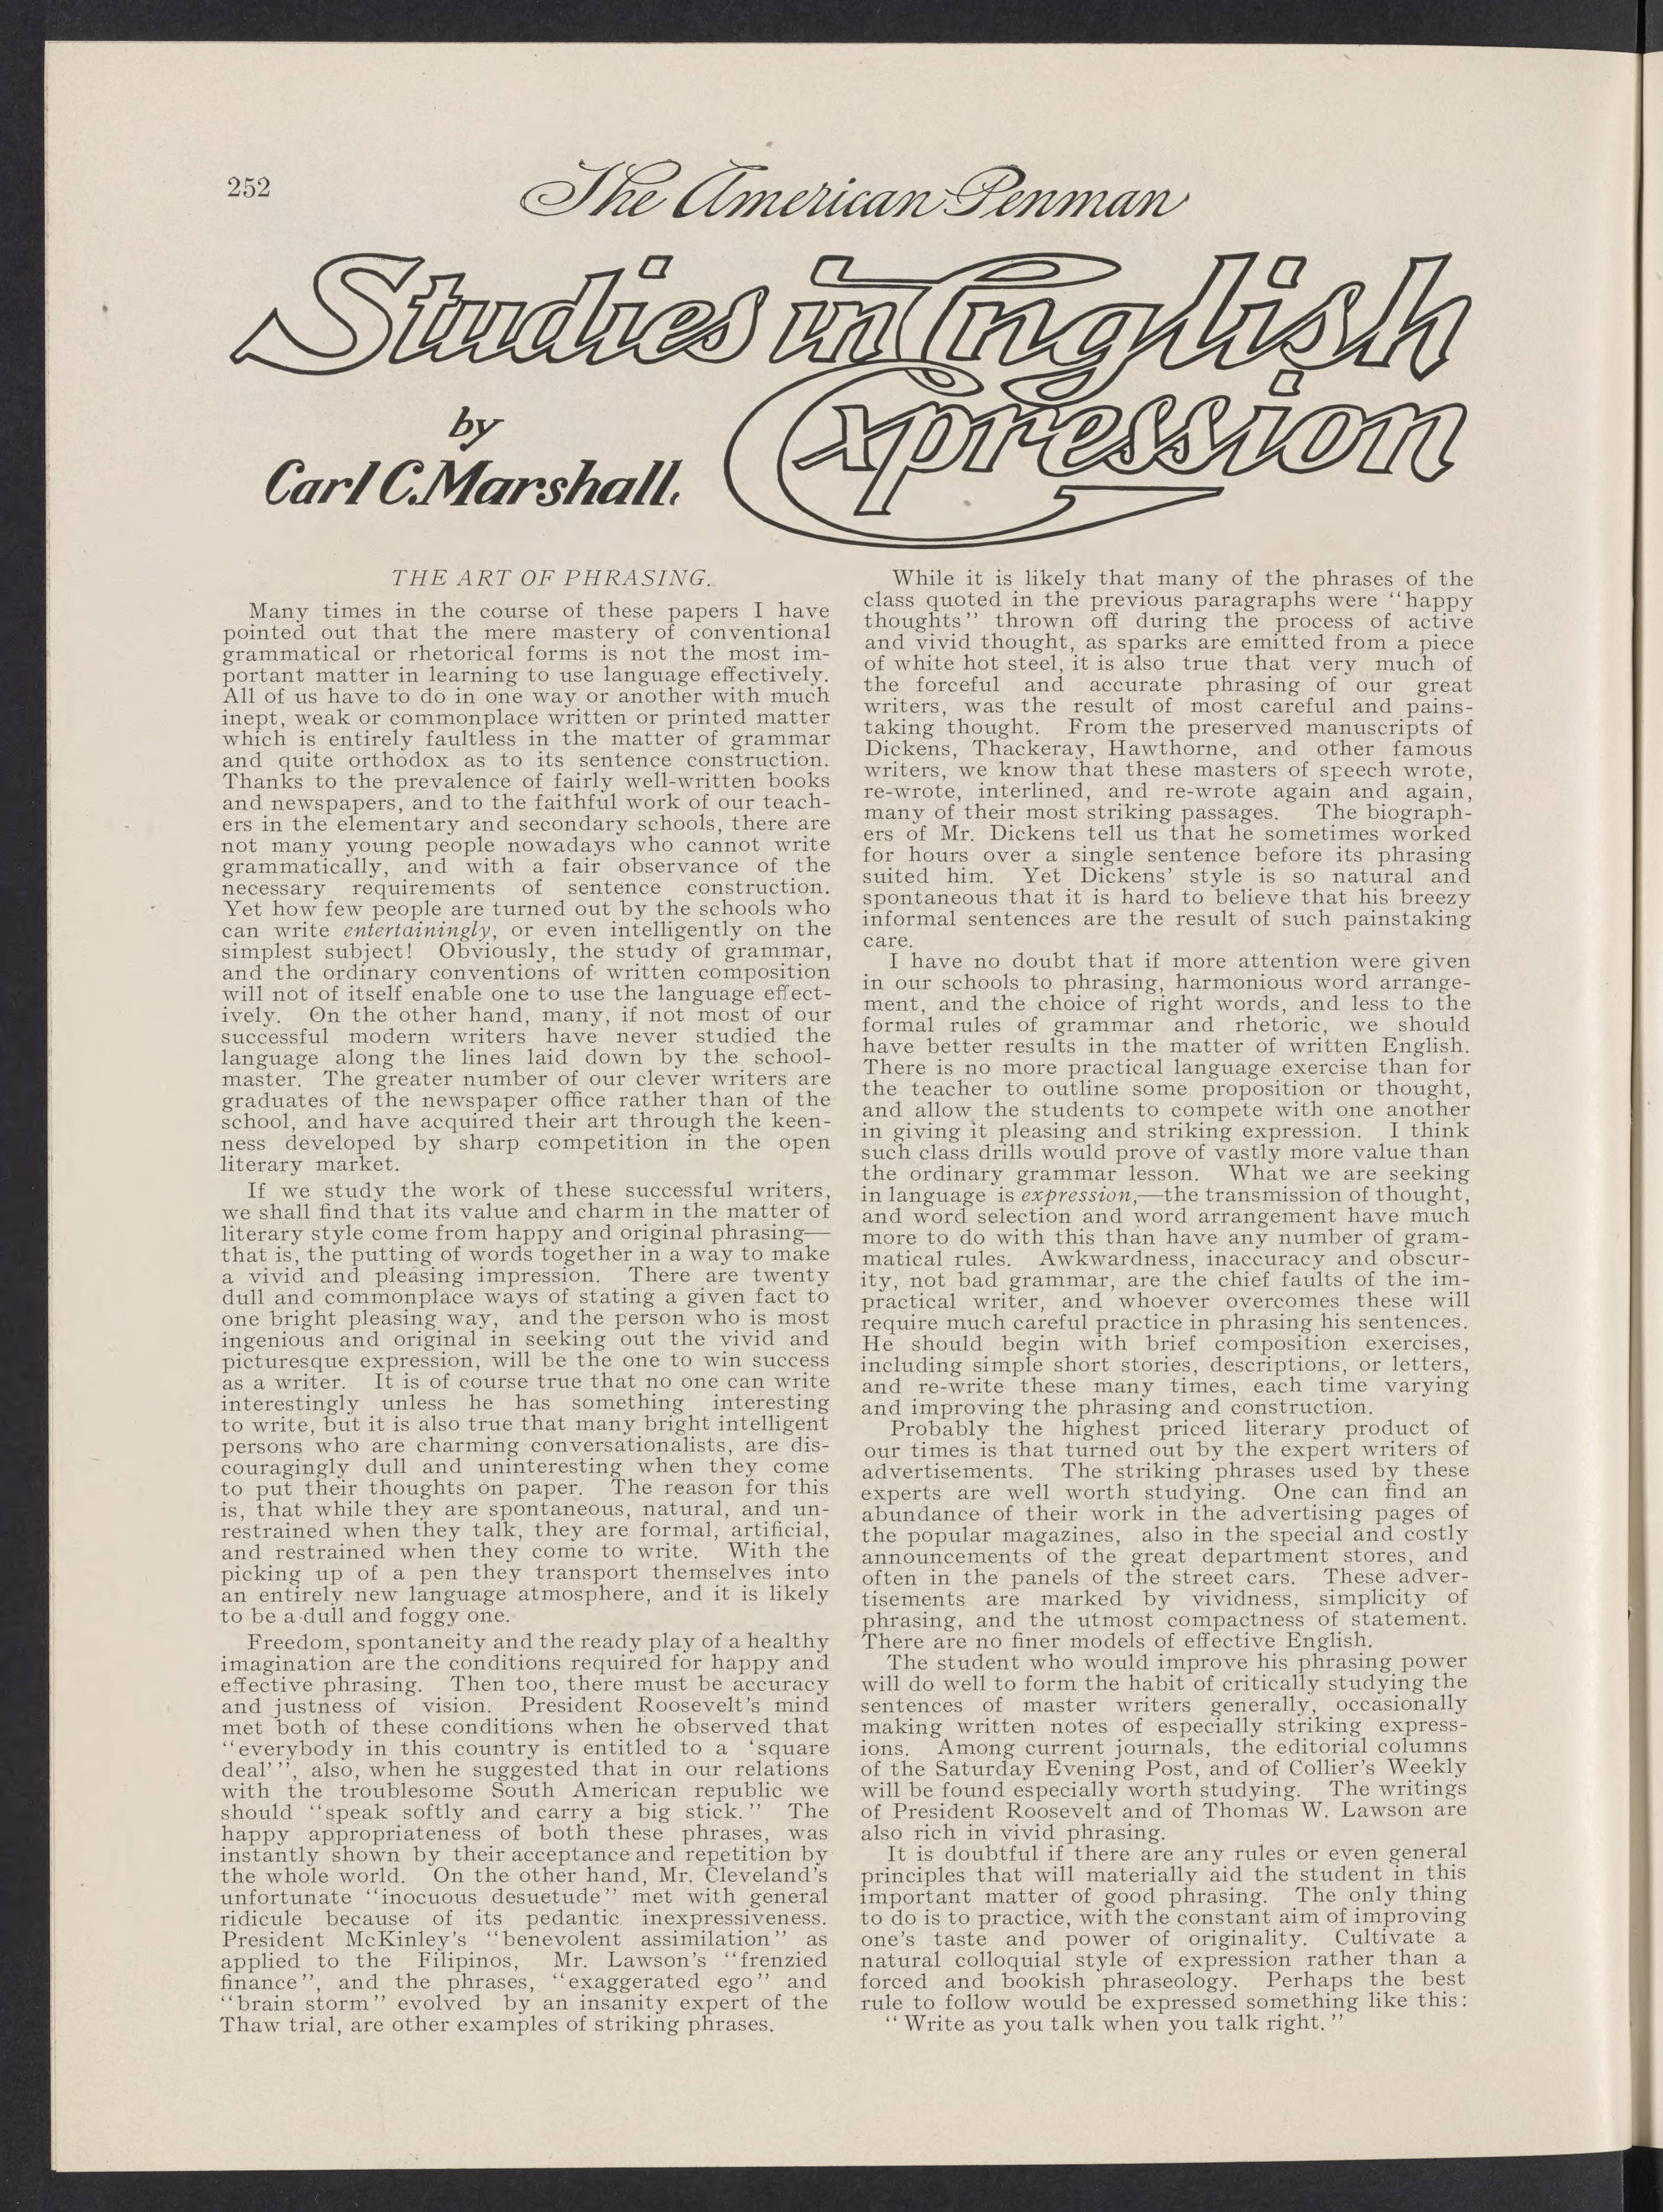 252
The American Penman
Studies in English
Expression
by
Carl C. Marshall.
THE ART OF PHRASING.
Many times in the course of these papers I have
pointed out that the mere mastery of conventional
grammatical or rhetorical forms is not the most im-
portant matter in learning to use language effectively.
All of us have to do in one way or another with much
inept, weak or commonplace written or printed matter
which is entirely faultless in the matter of grammar
and quite orthodox as to its sentence construction.
Thanks to the prevalence of fairly well-written books
and newspapers, and to the faithful work of our teach-
ers in the elementary and secondary schools, there are
not many young people nowadays who cannot write
grammatically, and with a fair observance of the
necessary requirements of sentence construction.
Yet how few people are turned out by the schools who
can write entertainingly, or even intelligently on the
simplest subject! Obviously, the study of grammar,
and the ordinary conventions of written composition
will not of itself enable one to use the language effect-
ively. On the other hand, many, if not most of our
successful modern writers have never studied the
language along the lines laid down by the school-
master. The greater number of our clever writers are
graduates of the newspaper office rather than of the
school, and have acquired their art through the keen-
ness developed by sharp competition in the open
literary market.
If we study the work of these successful writers,
we shall find that its value and charm in the matter of
literary style come from happy and original phrasing—
that is, the putting of words together in a way to make
a vivid and pleasing impression. There are twenty
dull and commonplace ways of stating a given fact to
one bright pleasing way, and the person who is most
ingenious and original in seeking out the vivid and
picturesque expression, will be the one to win success
as a writer. It is of course true that no one can write
interestingly unless he has something interesting
to write, but it is also true that many bright intelligent
persons who are charming conversationalists, are dis-
couragingly dull and uninteresting when they come
to put their thoughts on paper. The reason for this
is, that while they are spontaneous, natural, and un-
restrained when they talk, they are formal, artificial,
and restrained when they come to write. With the
picking up of a pen they transport themselves into
an entirely new language atmosphere, and it is likely
to be a dull and foggy one.
Freedom, spontaneity and the ready play of a healthy
imagination are the conditions required for happy and
effective phrasing. Then too, there must be accuracy
and justness of vision. President Roosevelt's mind
met both of these conditions when he observed that
"everybody in this country is entitled to a 'square
deal'", also, when he suggested that in our relations
with the troublesome South American republic we
should "speak softly and carry a big stick." The
happy appropriateness of both these phrases, was
instantly shown by their acceptance and repetition by
the whole world. On the other hand, Mr. Cleveland's
unfortunate "inocuous desuetude" met with general
ridicule because of its pedantic inexpressiveness.
President McKinley's "benevolent assimilation" as
applied to the Filipinos, Mr. Lawson's "frenzied
finance", and the phrases, "exaggerated ego" and
"brain storm" evolved by an insanity expert of the
Thaw trial, are other examples of striking phrases.
While it is likely that many of the phrases of the
class quoted in the previous paragraphs were "happy
thoughts" thrown off during the process of active
and vivid thought, as sparks are emitted from a piece
of white hot steel, it is also true that very much of
the forceful and accurate phrasing of our great
writers, was the result of most careful and pains-
taking thought. From the preserved manuscripts of
Dickens, Thackeray, Hawthorne, and other famous
writers, we know that these masters of speech wrote,
re-wrote, interlined, and re-wrote again and again,
many of their most striking passages. The biograph-
ers of Mr. Dickens tell us that he sometimes worked
for hours over a single sentence before its phrasing
suited him. Yet Dickens' style is so natural and
spontaneous that it is hard to believe that his breezy
informal sentences are the result of such painstaking
care.
I have no doubt that if more attention were given
in our schools to phrasing, harmonious word arrange-
ment, and the choice of right words, and less to the
formal rules of grammar and rhetoric, we should
have better results in the matter of written English.
There is no more practical language exercise than for
the teacher to outline some proposition or thought,
and allow the students to compete with one another
in giving it pleasing and striking expression. I think
such class drills would prove of vastly more value than
the ordinary grammar lesson. What we are seeking
in language is expression,—the transmission of thought,
and word selection and word arrangement have much
more to do with this than have any number of gram-
matical rules. Awkwardness, inaccuracy and obscur-
ity, not bad grammar, are the chief faults of the im-
practical writer, and whoever overcomes these will
require much careful practice in phrasing his sentences.
He should begin with brief composition exercises,
including simple short stories, descriptions, or letters,
and re-write these many times, each time varying
and improving the phrasing and construction.
Probably the highest priced literary product of
our times is that turned out by the expert writers of
advertisements. The striking phrases used by these
experts are well worth studying. One can find an
abundance of their work in the advertising pages of
the popular magazines, also in the special and costly
announcements of the great department stores, and
often in the panels of the street cars. These adver-
tisements are marked by vividness, simplicity of
phrasing, and the utmost compactness of statement.
There are no finer models of effective English.
The student who would improve his phrasing power
will do well to form the habit of critically studying the
sentences of master writers generally, occasionally
making written notes of especially striking express-
ions. Among current journals, the editorial columns
of the Saturday Evening Post, and of Collier's Weekly
will be found especially worth studying. The writings
of President Roosevelt and of Thomas W. Lawson are
also rich in vivid phrasing.
It is doubtful if there are any rules or even general
principles that will materially aid the student in this
important matter of good phrasing. The only thing
to do is to practice, with the constant aim of improving
one's taste and power of originality. Cultivate a
natural colloquial style of expression rather than a
forced and bookish phraseology. Perhaps the best
rule to follow would be expressed something like this:
"Write as you talk when you talk right."